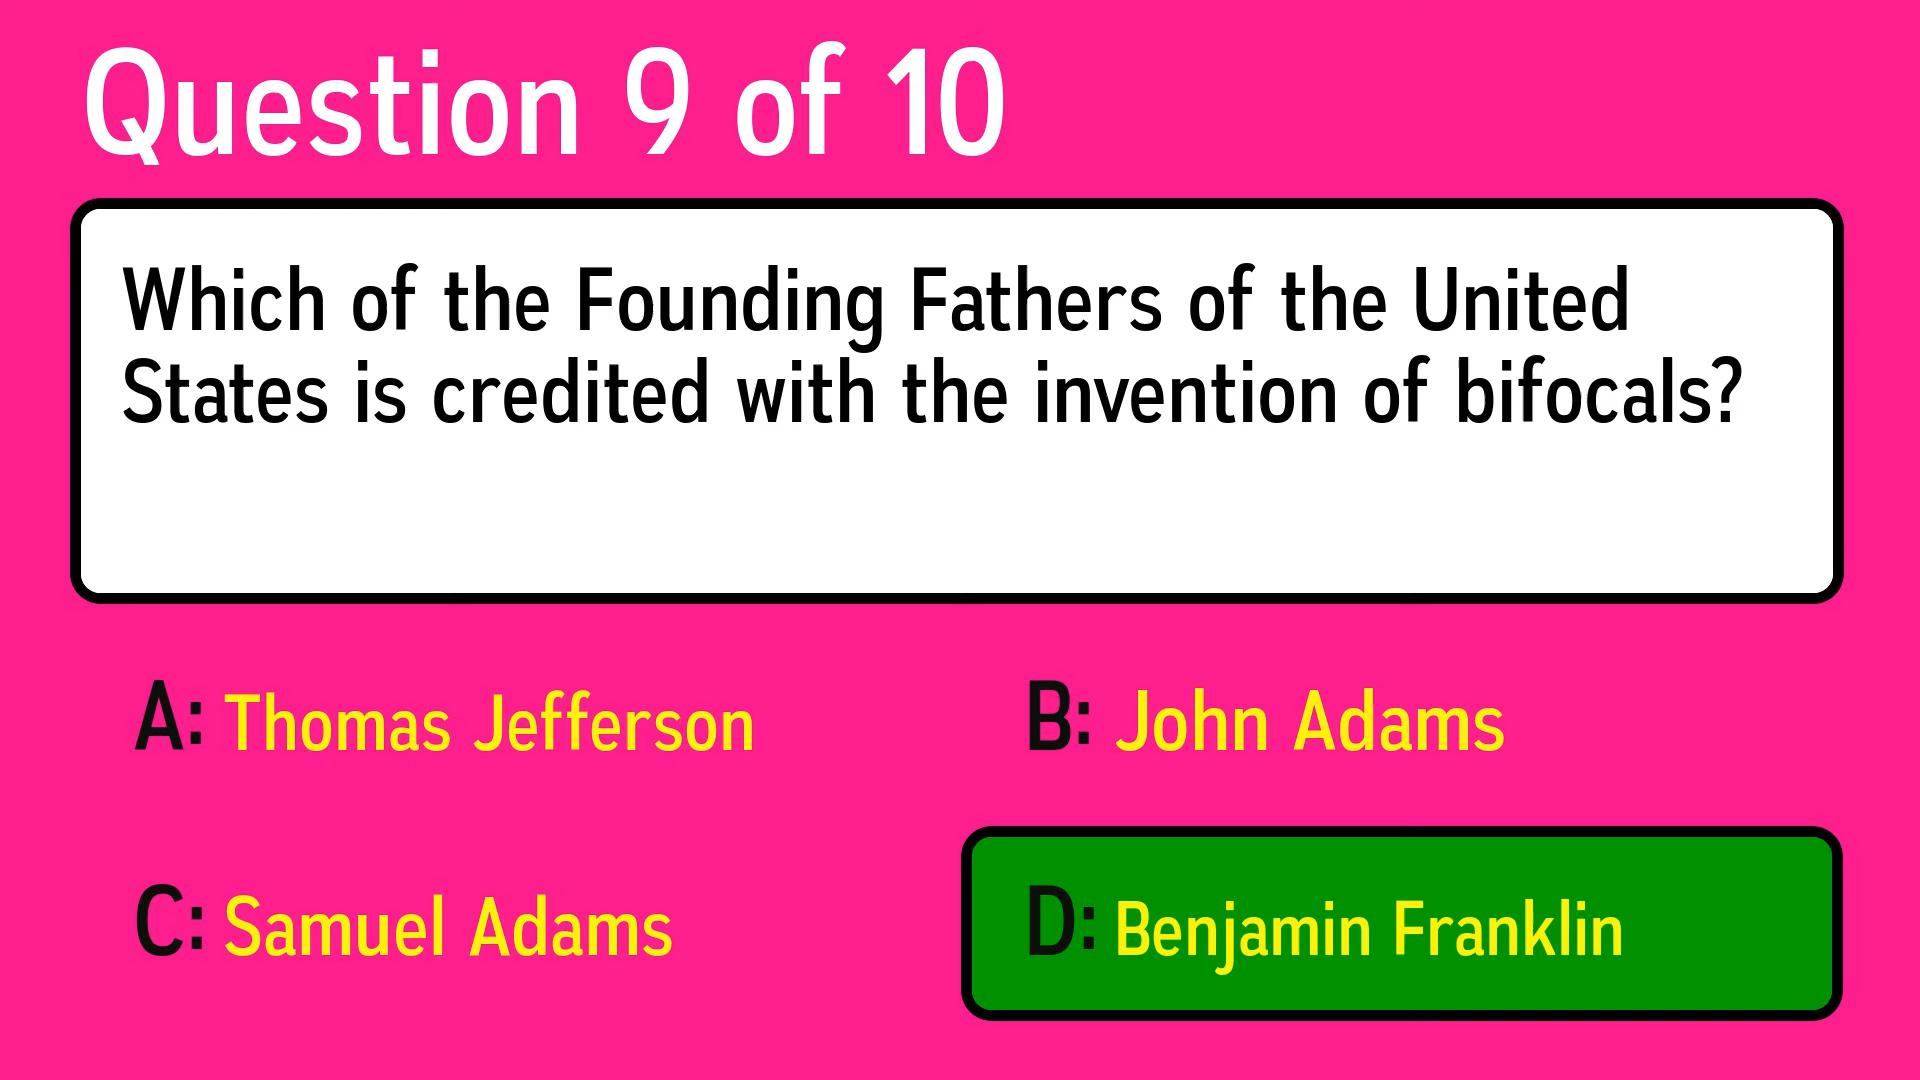 Question 9 of 10
Which of the Founding Fathers of the United
States is credited with the invention of bifocals?
A: Thomas Jefferson
B: John Adams
C: Samuel Adams
D: Benjamin Franklin